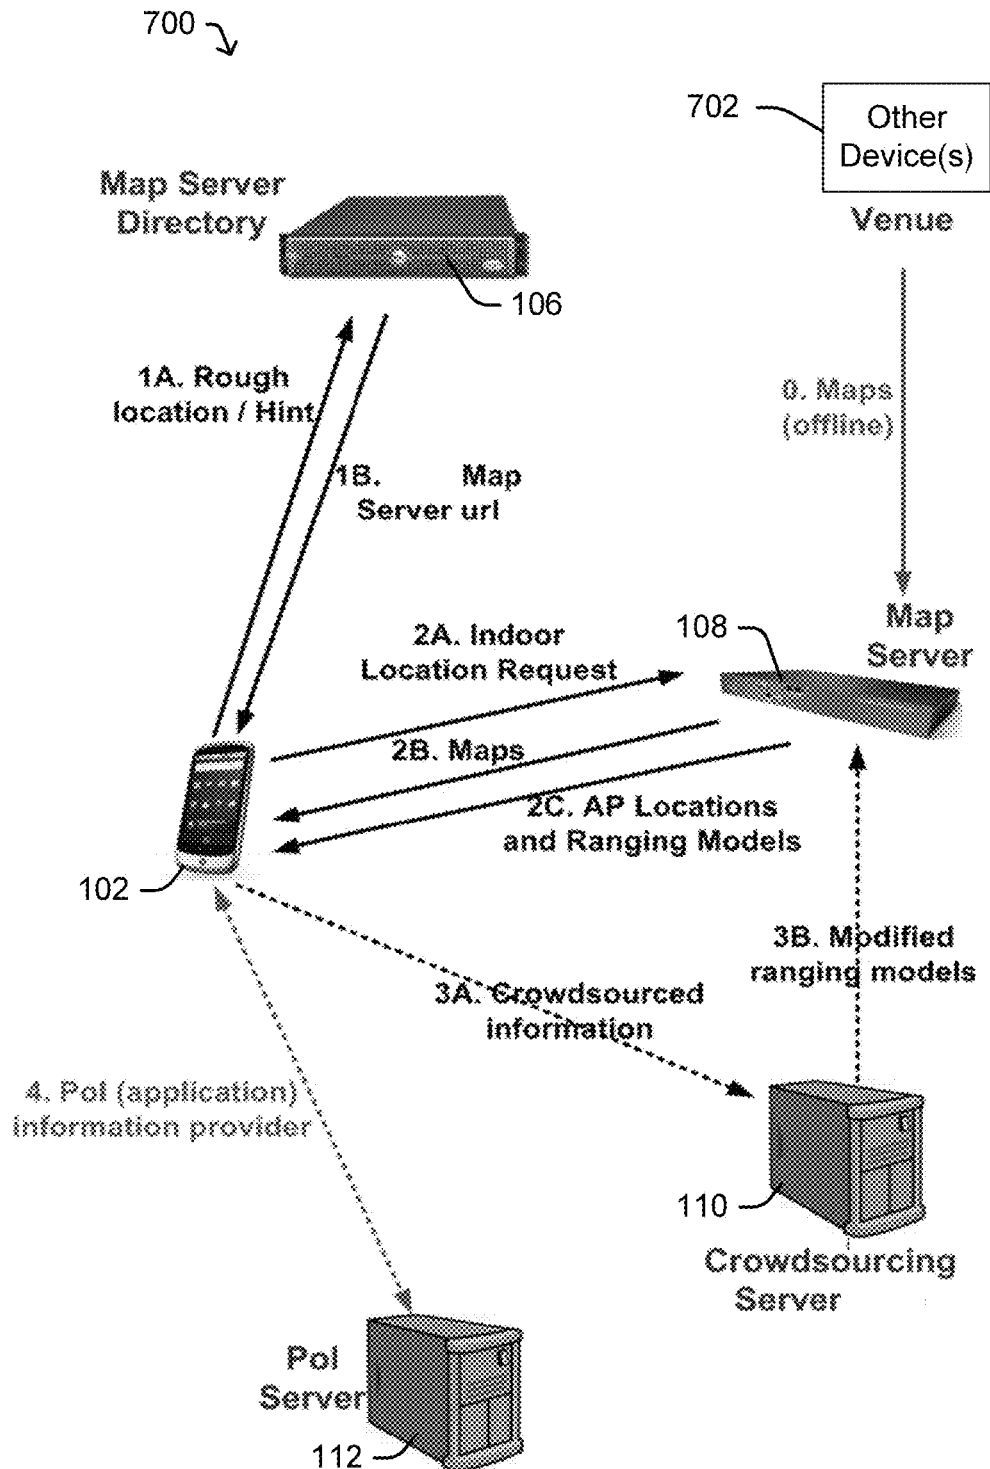 700
702
Other
Device(s)
Venue
Map Server
Directory
106
1A. Rough
location / Hint
0. Maps
(offline)
1B. Map
Server url
Map
Server
108
2A. Indoor
Location Request
2B. Maps
2C. AP Locations
and Ranging Models
102
3A. Crowdsourced
information
3B. Modified
ranging models
4. PoI (application)
information provider
110
Crowdsourcing
Server
PoI
Server
112